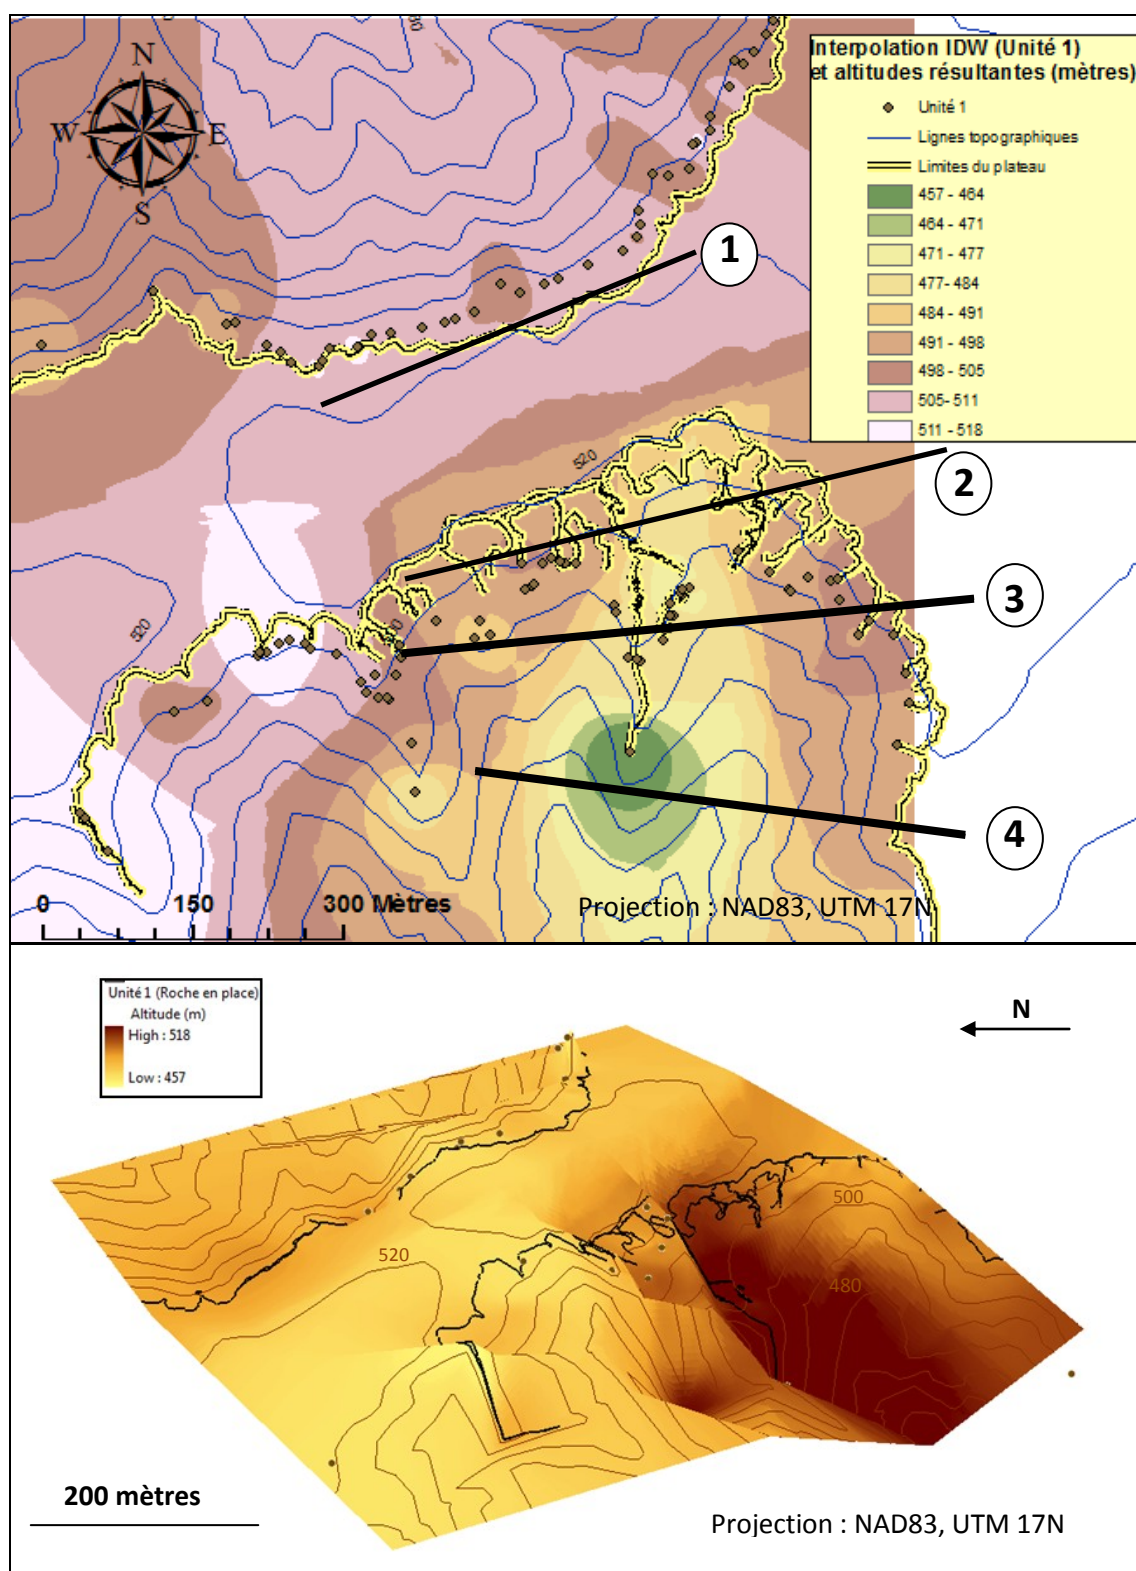 N
W
E
S
80
Interpolation IDW (Unité 1)
et altitudes résultantes (mètres)
Unité 1
Lignes topographiques
Limites du plateau
457 - 464
464 - 471
471 - 477
477- 484
484 - 491
491 - 498
498 - 505
505- 511
511 - 518
1
520
2
3
520
4
0
150
300 Mètres
Projection : NAD83, UTM 17N
Unité 1 (Roche en place)
Altitude (m)
High : 518
Low : 457
N
500
520
480
200 mètres
Projection : NAD83, UTM 17N